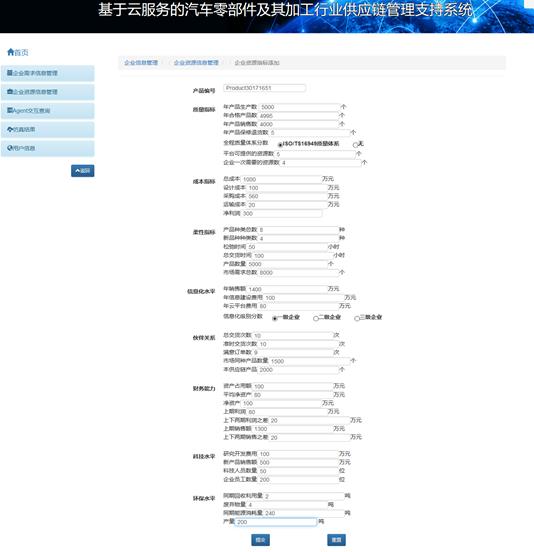 基于云服务的汽车零部件及其加工行业供应链管理支持系统
首页
企业需求信息管理
企业资源信息管理
Agent交互查询
仿真结果
用户信息
返回
企业信息管理 / 企业资源信息管理 / 企业资源指标添加
产品编号 Product30171651
质量指标 年产品生产数 5000 个
年合格产品数 4995 个
年产品销售数 4000 个
年产品保修退货数 5 个
全程质量体系分数 ISO/TS16949质量体系 无
平台可提供的资源数 5 个
企业一次需要的资源数 4 个
成本指标 总成本 1000 万元
设计成本 100 万元
采购成本 560 万元
运输成本 20 万元
净利润 300
柔性指标 产品种类总数 8 种
新品种种类数 4 种
松弛时间 50 小时
总交货时间 100 小时
产品数量 5000 个
市场需求总数 8000 个
信息化水平 年销售额 1400 万元
年信息建设费用 100 万元
年云平台费用 80 万元
信息化级别分数 一级企业 二级企业 三级企业
伙伴关系 总交货次数 10 次
准时交货次数 10 次
满意订单数 9 次
市场同种产品数量 1500 个
本供应链产品 2000 个
财务能力 资产占用额 100 万元
平均净资产 80 万元
净资产 100 万元
上期利润 60 万元
上下两期利润之差 20 万元
上期销售额 1300 万元
上下两期销售之差 20 万元
科技水平 研究开发费用 100 万元
新产品销售额 500 万元
科技人员数量 50 位
企业员工数量 200 位
环保水平 同期回收利用量 2 吨
废弃物量 4 吨
同期能源消耗量 240 吨
产量 200 吨
提交 重置